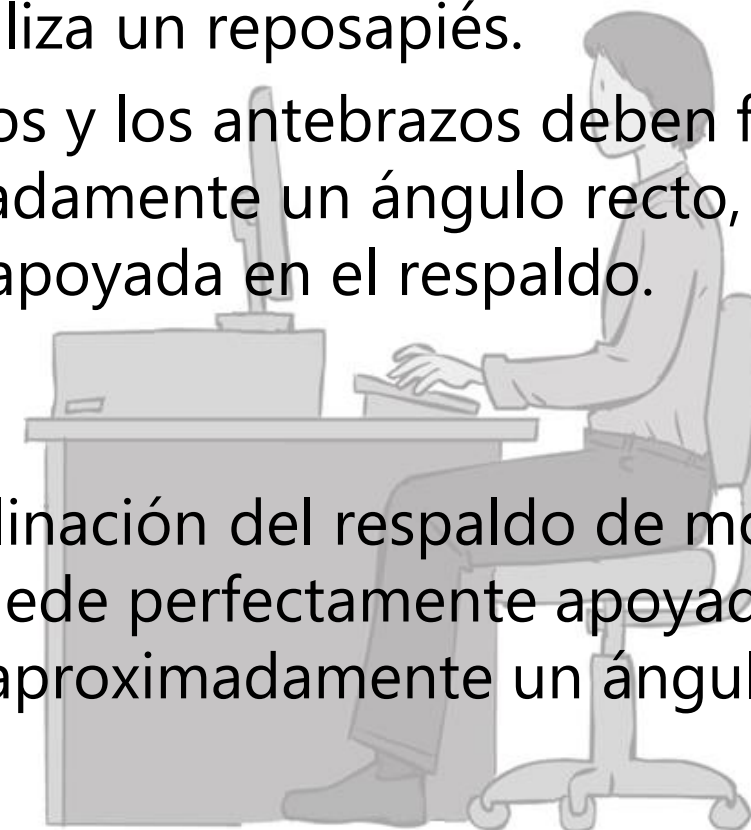 liza un reposapiés.
os y los antebrazos deben f
adamente un ángulo recto,
apoyada en el respaldo.
linación del respaldo de mo
ede perfectamente apoyad
aproximadamente un ángul